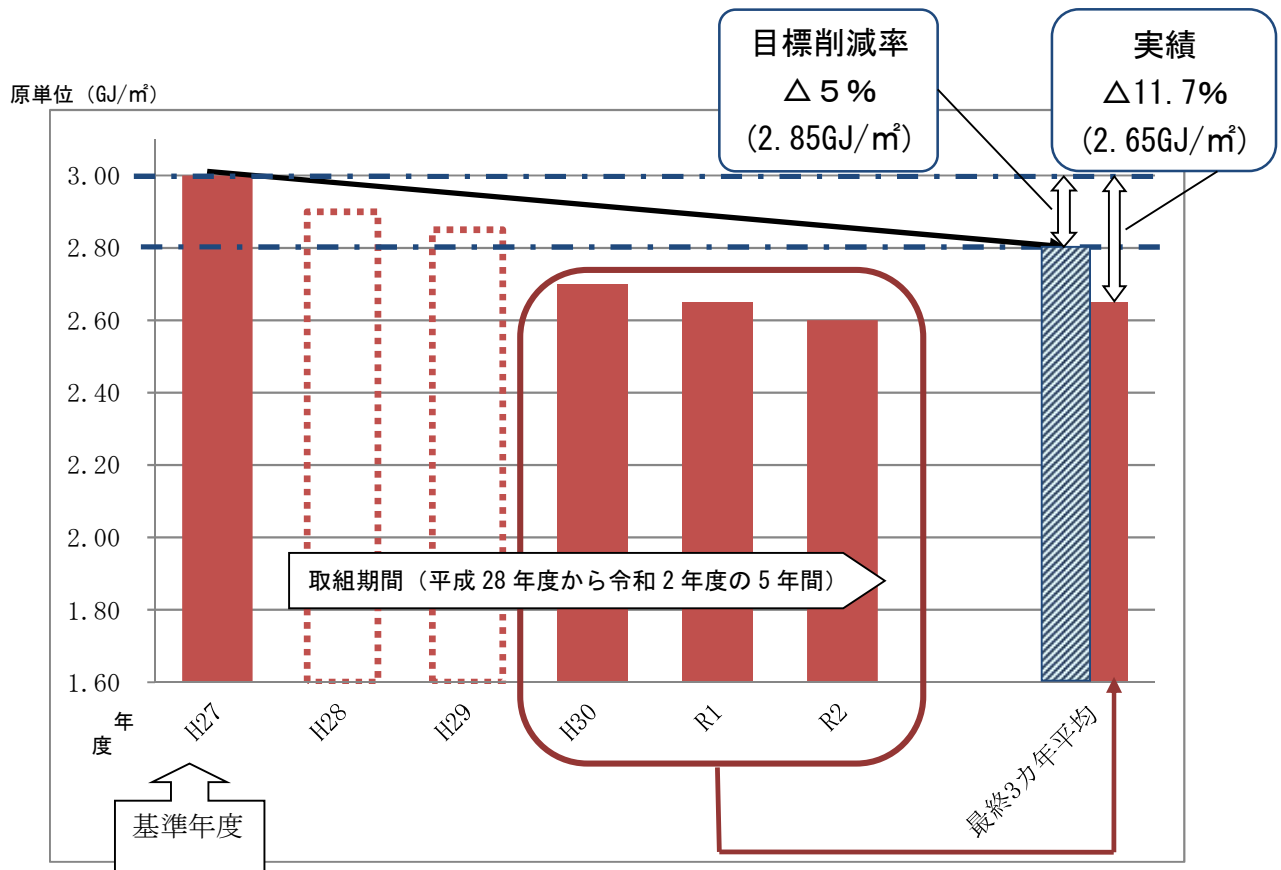 目標削減率
△5%
(2.85GJ/㎡)
実績
△11.7%
(2.65GJ/㎡)
原単位（GJ/㎡）
3.00
2.80
2.60
2.40
2.20
2.00
1.80
1.60
取組期間（平成 28 年度から令和 2 年度の 5 年間）
年
度
H27
H28
H29
H30
R1
R2
最終3カ年平均
基準年度